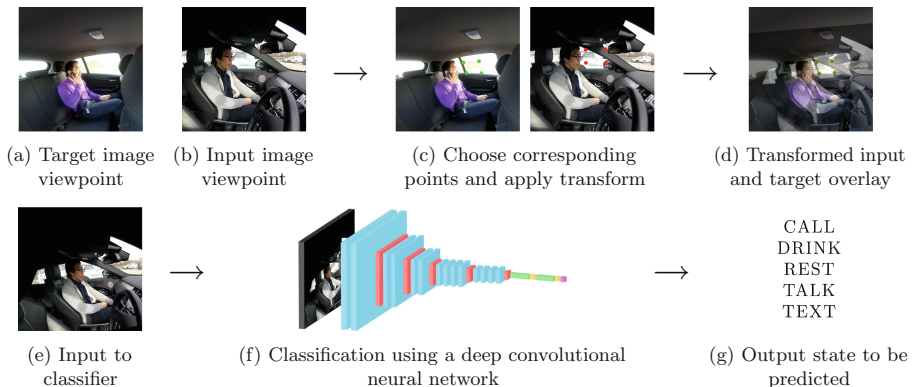 (a) Target image
viewpoint
(b) Input image
viewpoint
(c) Choose corresponding
points and apply transform
(d) Transformed input
and target overlay
(e) Input to
classifier
(f) Classification using a deep convolutional
neural network
CALL
DRINK
REST
TALK
TEXT
(g) Output state to be
predicted